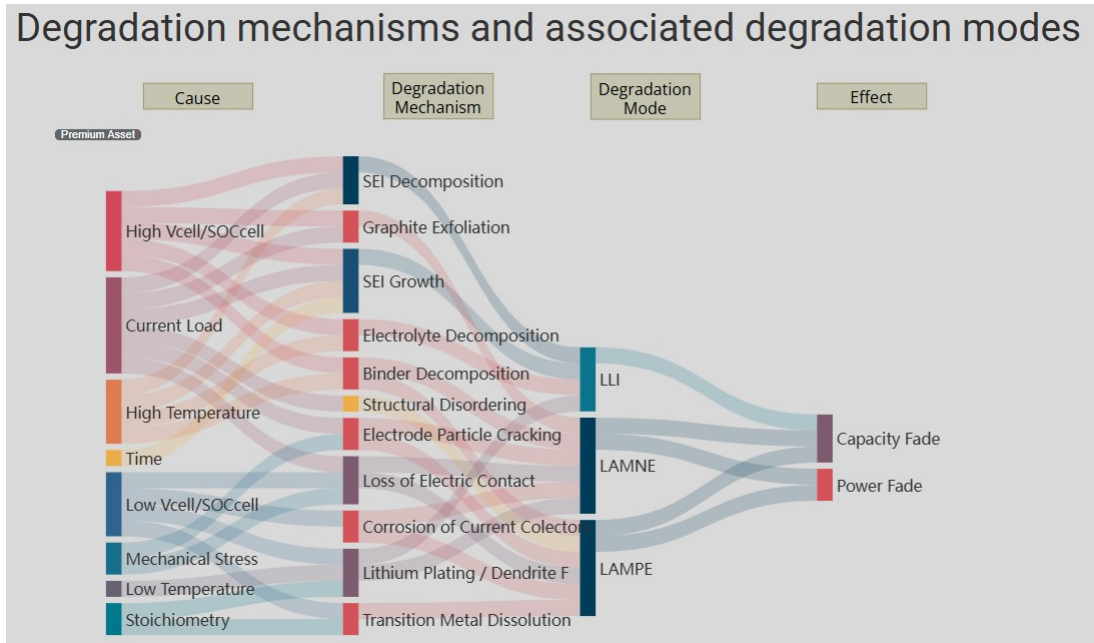 Degradation mechanisms and associated degradation modes
Cause
Degradation
Mechanism
Degradation
Mode
Effect
Premium Asset
High Vcell/SOCcell
Current Load
High Temperature
Time
Low Vcell/SOCcell
Mechanical Stress
Low Temperature
Stoichiometry
SEI Decomposition
Graphite Exfoliation
SEI Growth
Electrolyte Decomposition
Binder Decomposition
Structural Disordering
Electrode Particle Cracking
Loss of Electric Contact
Corrosion of Current Colector
Lithium Plating / Dendrite F
Transition Metal Dissolution
LLI
LAMNE
LAMPE
Capacity Fade
Power Fade